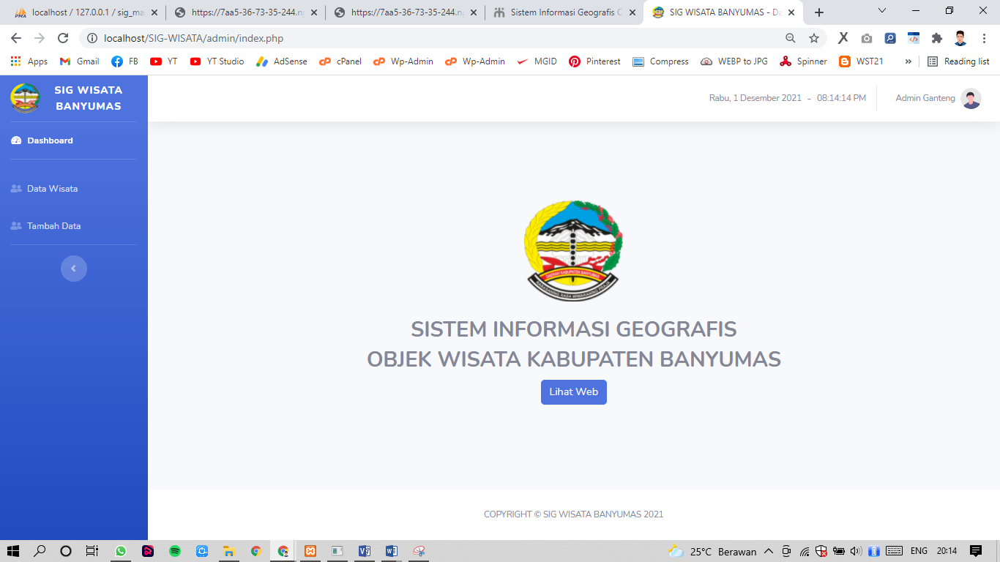 localhost / 127.0.0.1 / sig_ma
https://7aa5-36-73-35-244.n
https://7aa5-36-73-35-244.n
Sistem Informasi Geografis
SIG WISATA BANYUMAS - Da
localhost/SIG-WISATA/admin/index.php
Apps
Gmail
FB
YT
YT Studio
AdSense
cPanel
Wp-Admin
Wp-Admin
MGID
Pinterest
Compress
WEBP to JPG
Spinner
WST21
»
Reading list
SIG WISATA
BANYUMAS
Rabu, 1 Desember 2021 - 08:14:14 PM
Admin Ganteng
Dashboard
Data Wisata
Tambah Data
DAERAH KABUPATEN BANYUMAS
SISTEM INFORMASI GEOGRAFIS
OBJEK WISATA KABUPATEN BANYUMAS
Lihat Web
COPYRIGHT © SIG WISATA BANYUMAS 2021
25°C Berawan
ENG
20:14